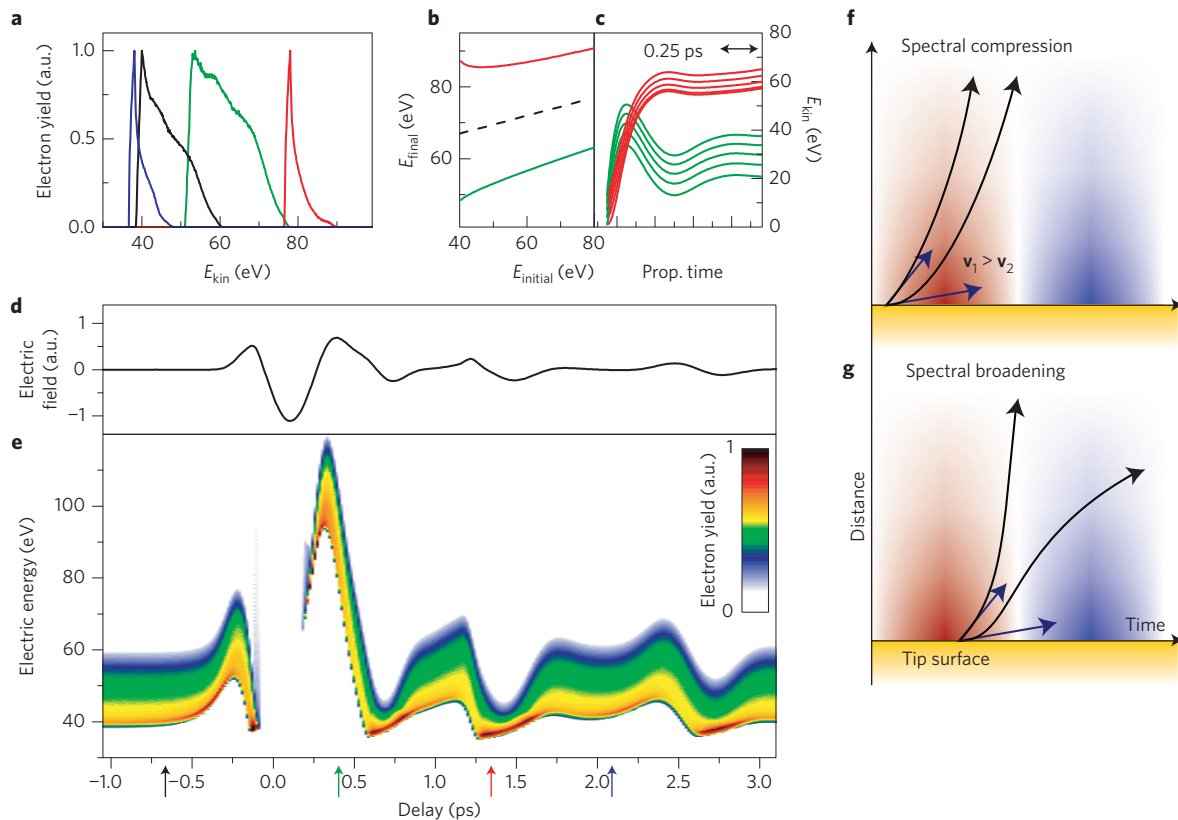 a
Electron yield (a.u.)
1.0
0.5
0.0
40
60
80
E_kin (eV)
b
E_final (eV)
80
60
40
60
80
E_initial (eV)
c
0.25 ps
80
60
40
20
0
E_kin (eV)
Prop. time
d
Electric
field (a.u.)
1
0
−1
e
Electric energy (eV)
100
80
60
40
Electron yield (a.u.)
1
0
−1.0
−0.5
0.0
0.5
1.0
1.5
2.0
2.5
3.0
Delay (ps)
f
Spectral compression
v₁ > v₂
g
Spectral broadening
Distance
Time
Tip surface